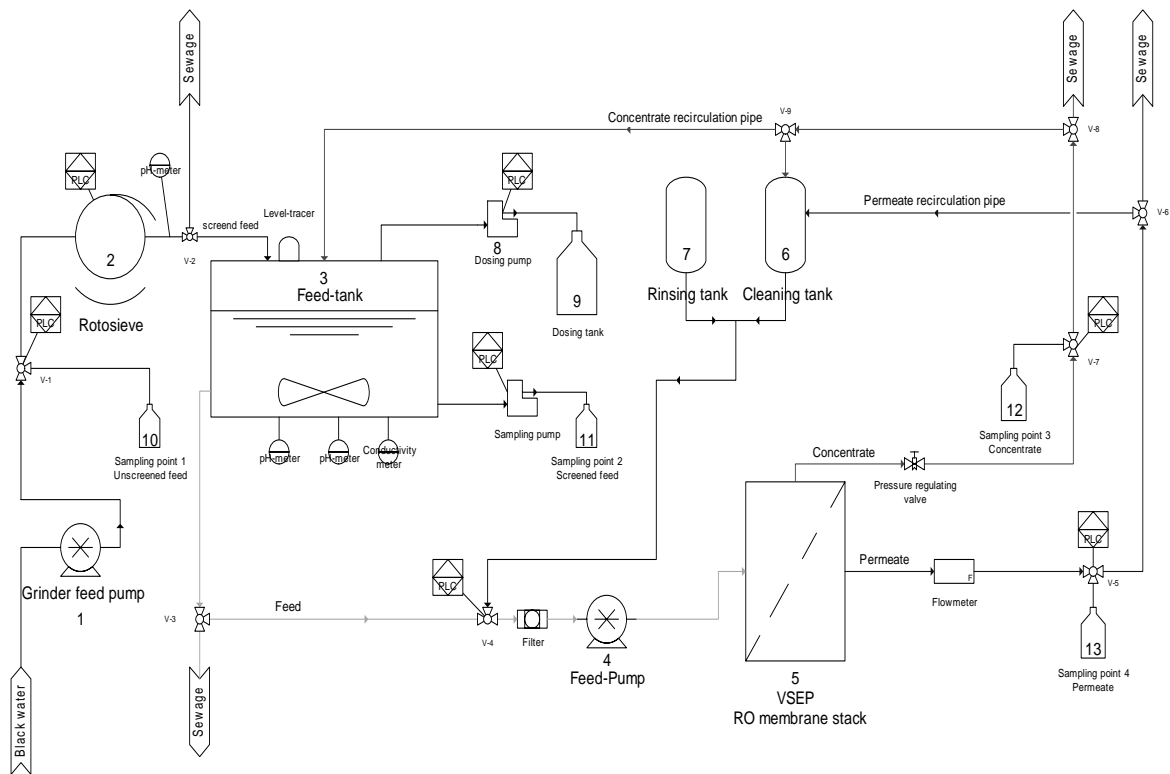 Sewage
Sewage
Sewage
V-9
Concentrate recirculation pipe
V-8
PLC
pH-meter
PLC
Level-tracer
screend feed
Permeate recirculation pipe
V-6
V-2
2
8
Dosing pump
7
6
3
Feed-tank
Rinsing tank
Cleaning tank
9
Rotosieve
PLC
PLC
Dosing tank
PLC
V-7
V-1
12
10
Sampling pump
11
Sampling point 3
Concentrate
pH-meter
pH-meter
Conductivity
meter
Sampling point 1
Unscreened feed
Sampling point 2
Screened feed
Concentrate
Pressure regulating
valve
PLC
Permeate
F
Flowmeter
V-5
Grinder feed pump
1
PLC
V-3
Feed
V-4
Filter
4
Feed-Pump
13
Sampling point 4
Permeate
5
VSEP
RO membrane stack
Sewage
Black water